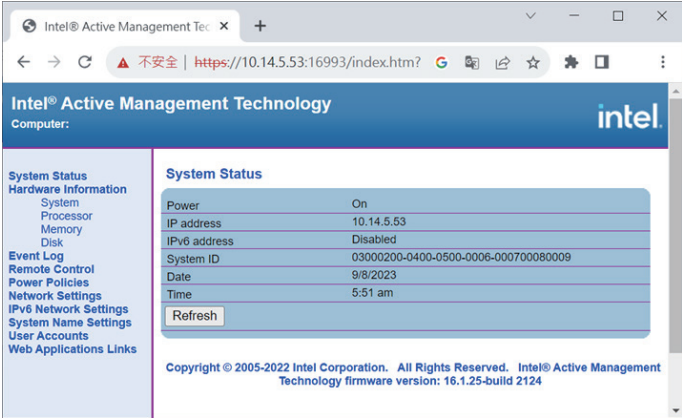 Intel® Active Management Tec
不安全 | https://10.14.5.53:16993/index.htm?
Intel® Active Management Technology
Computer:
intel.
System Status
Hardware Information
System
Processor
Memory
Disk
Event Log
Remote Control
Power Policies
Network Settings
IPv6 Network Settings
System Name Settings
User Accounts
Web Applications Links
System Status
Power On
IP address 10.14.5.53
IPv6 address Disabled
System ID 03000200-0400-0500-0006-000700080009
Date 9/8/2023
Time 5:51 am
Refresh
Copyright © 2005-2022 Intel Corporation. All Rights Reserved. Intel® Active Management
Technology firmware version: 16.1.25-build 2124